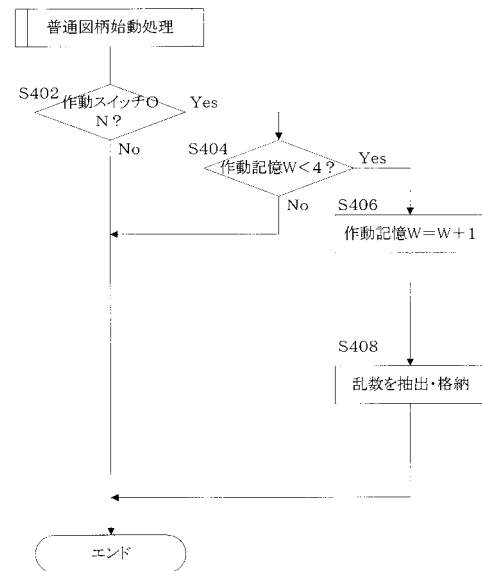 普通図柄始動処理
S402
作動スイッチO
N?
Yes
No
S404
作動記憶W<4?
Yes
No
S406
作動記憶W=W+1
S408
乱数を抽出・格納
エンド